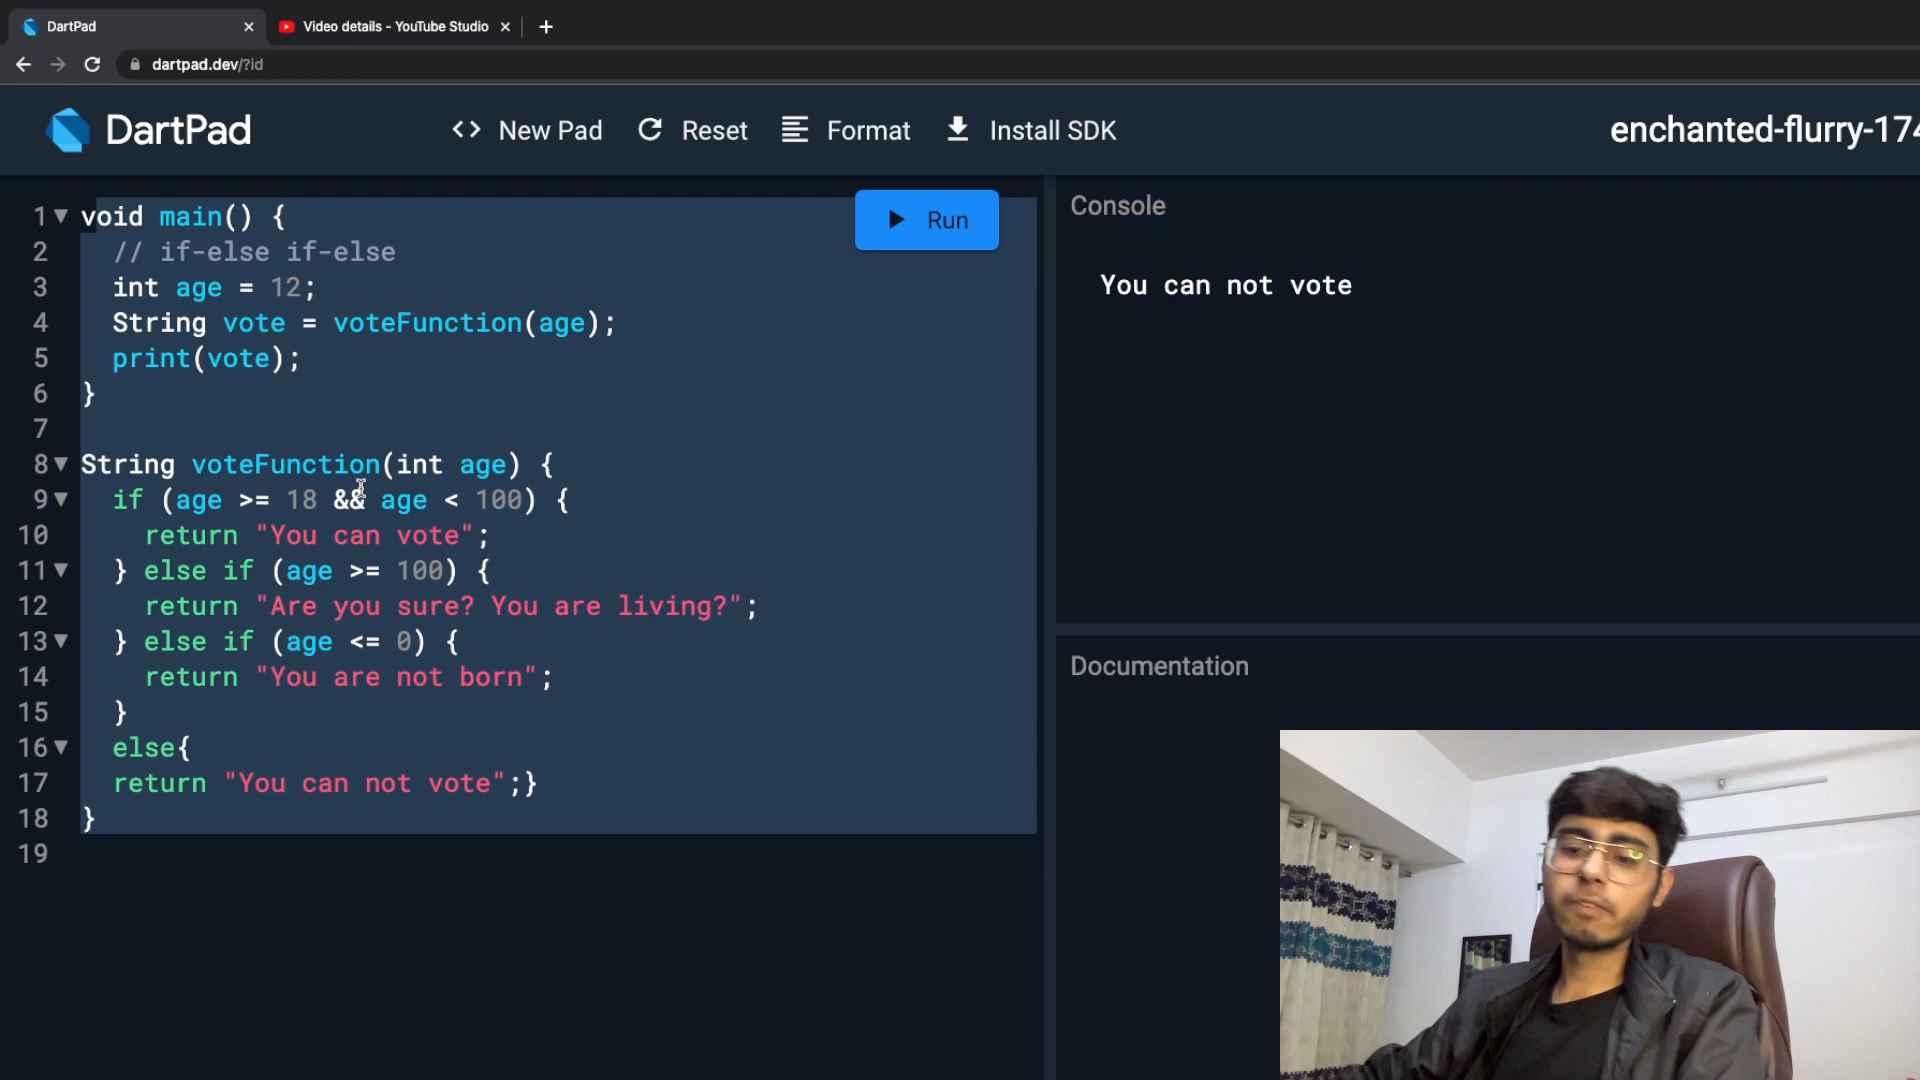 DartPad
Video details - YouTube Studio
dartpad.dev/?id
DartPad
New Pad
Reset
Format
Install SDK
enchanted-flurry-174
Run
Console
You can not vote
Documentation
1 void main() {
2 // if-else if-else
3 int age = 12;
4 String vote = voteFunction(age);
5 print(vote);
6 }
7
8 String voteFunction(int age) {
9 if (age >= 18 && age < 100) {
10 return "You can vote";
11 } else if (age >= 100) {
12 return "Are you sure? You are living?";
13 } else if (age <= 0) {
14 return "You are not born";
15 }
16 else{
17 return "You can not vote";}
18 }
19